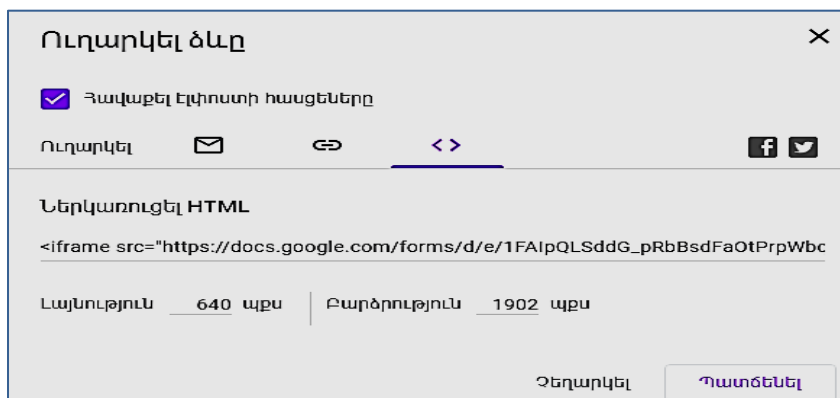 Ուղարկել ձևը
Հավաքել էլփոստի հասցեները
Ուղարկել
Ներկառուցել HTML
<iframe src="https://docs.google.com/forms/d/e/1FAIpQLSddG_pRbBsdFaOtPrpWbc
Լայնություն 640 պքս Բարձրություն 1902 պքս
Չեղարկել Պատճենել